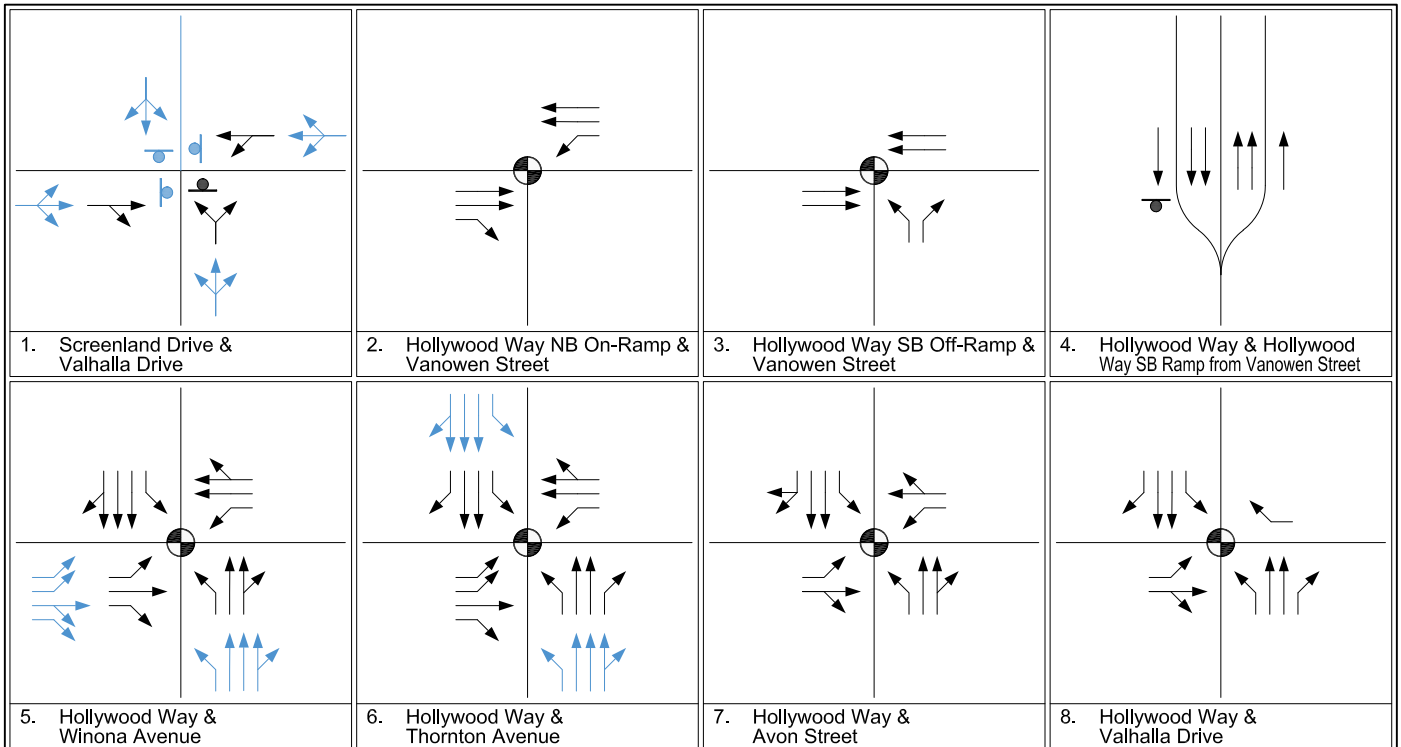 1. Screenland Drive &
Valhalla Drive
2. Hollywood Way NB On-Ramp &
Vanowen Street
3. Hollywood Way SB Off-Ramp &
Vanowen Street
4. Hollywood Way & Hollywood
Way SB Ramp from Vanowen Street
5. Hollywood Way &
Winona Avenue
6. Hollywood Way &
Thornton Avenue
7. Hollywood Way &
Avon Street
8. Hollywood Way &
Valhalla Drive